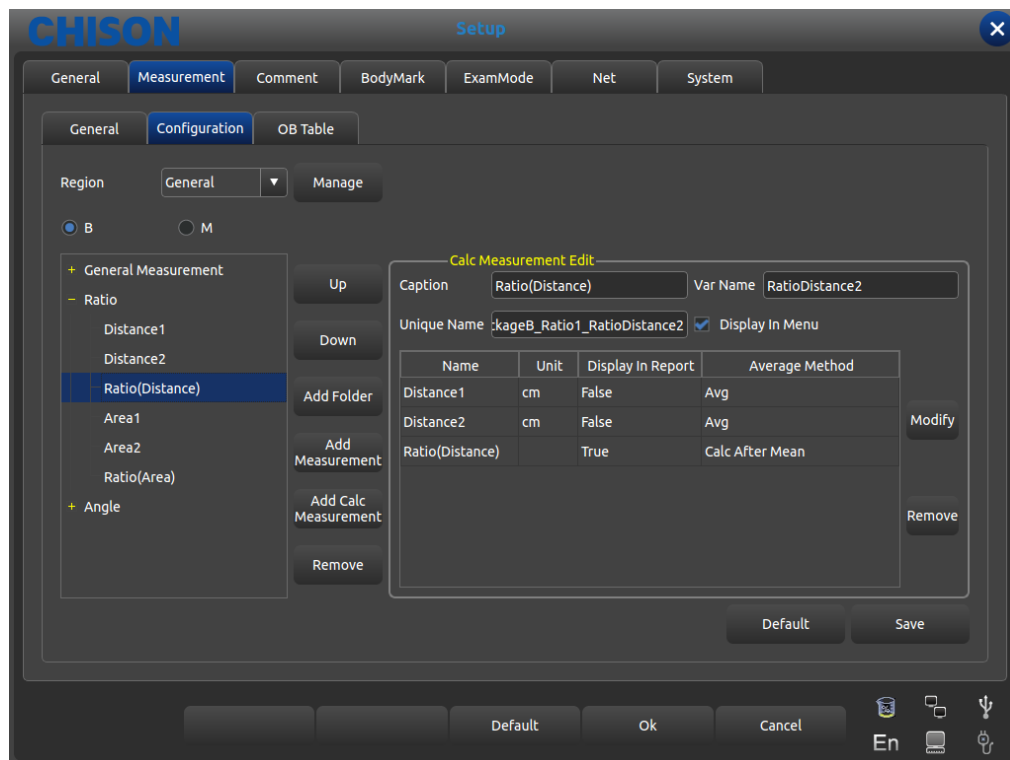 CHISON
Setup
General Measurement Comment BodyMark ExamMode Net System
General Configuration OB Table
Region General Manage
B M
+ General Measurement
− Ratio
Distance1
Distance2
Ratio(Distance)
Area1
Area2
Ratio(Area)
+ Angle
Up
Down
Add Folder
Add
Measurement
Add Calc
Measurement
Remove
Calc Measurement Edit
Caption Ratio(Distance) Var Name RatioDistance2
Unique Name ckageB_Ratio1_RatioDistance2 Display In Menu
Name Unit Display In Report Average Method
Distance1 cm False Avg
Distance2 cm False Avg
Ratio(Distance) True Calc After Mean
Modify
Remove
Default Save
Default Ok Cancel
En